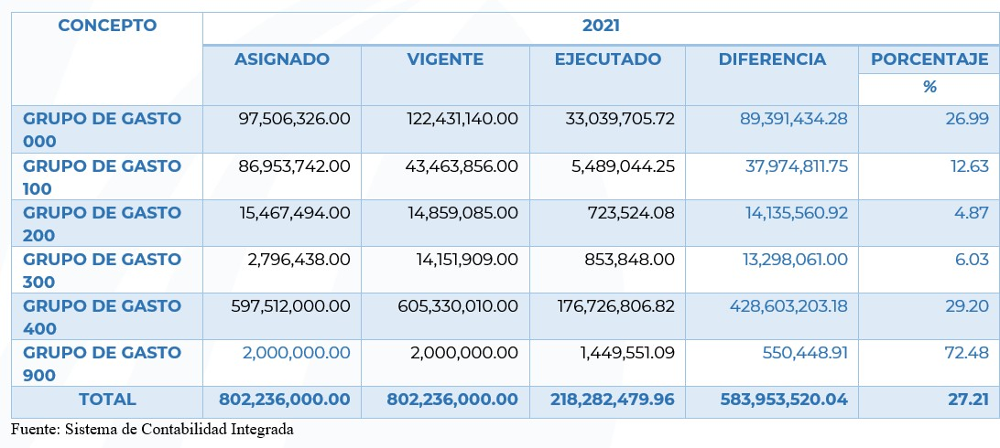 CONCEPTO 2021
ASIGNADO VIGENTE EJECUTADO DIFERENCIA PORCENTAJE
%
GRUPO DE GASTO 97,506,326.00 122,431,140.00 33,039,705.72 89,391,434.28 26.99
000
GRUPO DE GASTO 86,953,742.00 43,463,856.00 5,489,044.25 37,974,811.75 12.63
100
GRUPO DE GASTO 15,467,494.00 14,859,085.00 723,524.08 14,135,560.92 4.87
200
GRUPO DE GASTO 2,796,438.00 14,151,909.00 853,848.00 13,298,061.00 6.03
300
GRUPO DE GASTO 597,512,000.00 605,330,010.00 176,726,806.82 428,603,203.18 29.20
400
GRUPO DE GASTO 2,000,000.00 2,000,000.00 1,449,551.09 550,448.91 72.48
900
TOTAL 802,236,000.00 802,236,000.00 218,282,479.96 583,953,520.04 27.21
Fuente: Sistema de Contabilidad Integrada